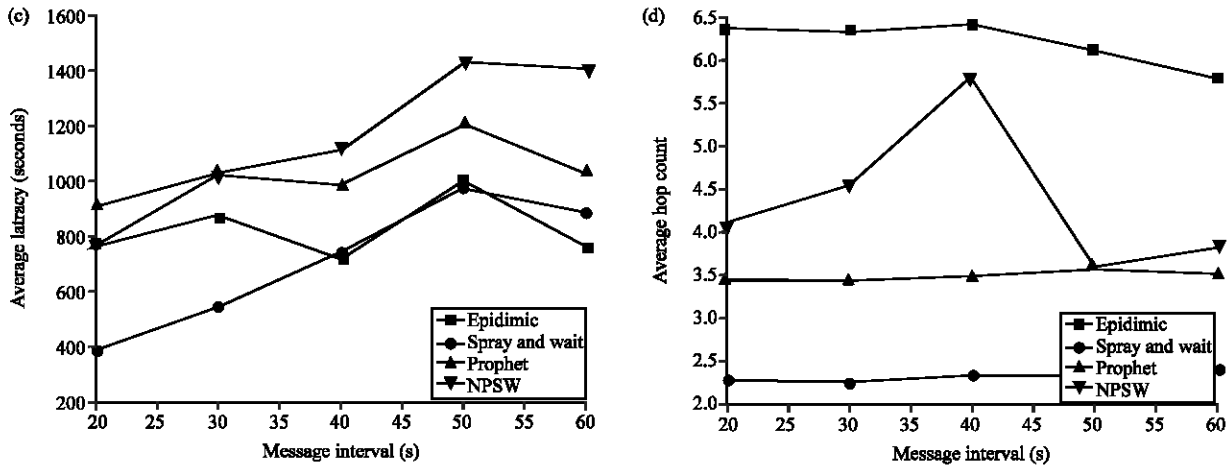 (c)
1600
1400
1200
1000
800
600
400
200
Average latracy (seconds)
20 25 30 35 40 45 50 55 60
Message interval (s)
Epidimic
Spray and wait
Prophet
NPSW
(d)
6.5
6.0
5.5
5.0
4.5
4.0
3.5
3.0
2.5
2.0
Average hop count
20 25 30 35 40 45 50 55 60
Message interval (s)
Epidimic
Spray and wait
Prophet
NPSW